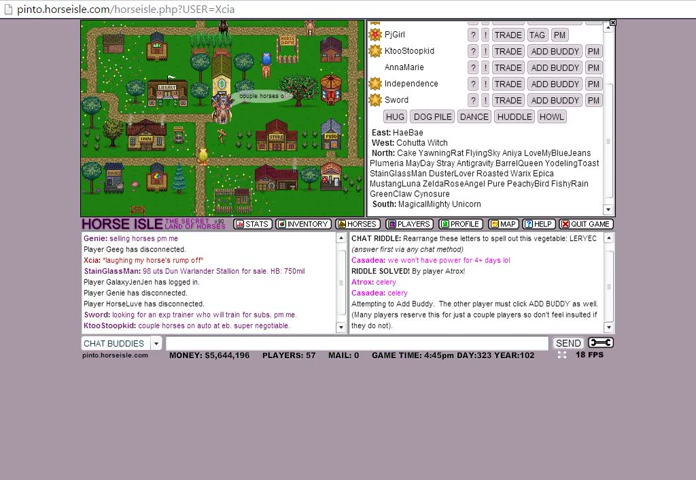 pinto.horseisle.php?USER=Xcia
LIBRARY
couple horses o
PjGirl ? ! TRADE TAG PM
KtooStoopkid ? ! TRADE ADD BUDDY PM
AnnaMarie ? ! TRADE ADD BUDDY PM
Independence ? ! TRADE ADD BUDDY PM
Sword ? ! TRADE ADD BUDDY PM
HUG DOG PILE DANCE HUDDLE HOWL
East: HaeBae
West: Cohutta Witch
North: Cake YawningRat FlyingSky Aniya LoveMyBlueJeans
Plumeria MayDay Stray Antigravity BarrelQueen YodelingToast
StainGlassMan DusterLover Roasted Warix Epica
MustangLuna ZeldaRoseAngel Pure PeachyBird FishyRain
GreenClaw Cynosure
South: MagicalMighty Unicorn
HORSE ISLE THE SECRET LAND OF HORSES
STATS INVENTORY HORSES PLAYERS PROFILE MAP HELP QUIT GAME
Genie: selling horses pm me
Player Geeg has disconnected.
Xcia: *laughing my horse's rump off*
StainGlassMan: 98 uts Dun Warlander Stallion for sale. HB: 750mil
Player GalaxyJenJen has logged in.
Player Genie has disconnected.
Player HorseLuve has disconnected.
Sword: looking for an exp trainer who will train for subs. pm me.
KtooStoopkid: couple horses on auto at eb. super negotiable.
CHAT RIDDLE: Rearrange these letters to spell out this vegetable: LERYEC
(answer first via any chat method)
Casadea: we won't have power for 4+ days lol
RIDDLE SOLVED! By player Atrox!
Atrox: celery
Casadea: celery
Attempting to Add Buddy. The other player must click ADD BUDDY as well.
(Many players reserve this for just a couple players so don't feel insulted if
they do not).
CHAT BUDDIES SEND
pinto.horseisle.com MONEY: $5,644,196 PLAYERS: 57 MAIL: 0 GAME TIME: 4:45pm DAY:323 YEAR:102 18 FPS